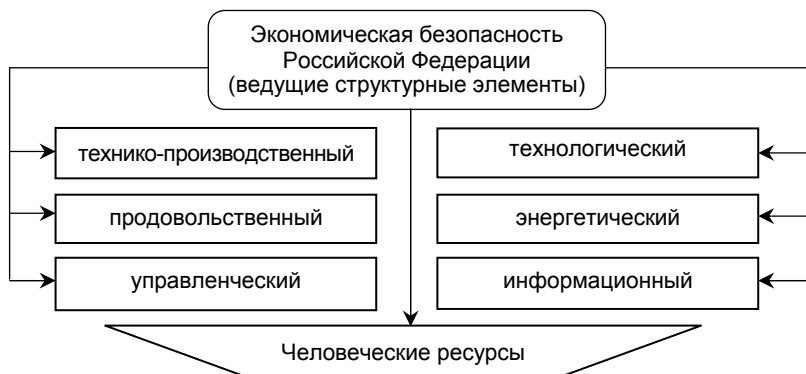 Экономическая безопасность
Российской Федерации
(ведущие структурные элементы)
технико-производственный
технологический
продовольственный
энергетический
управленческий
информационный
Человеческие ресурсы